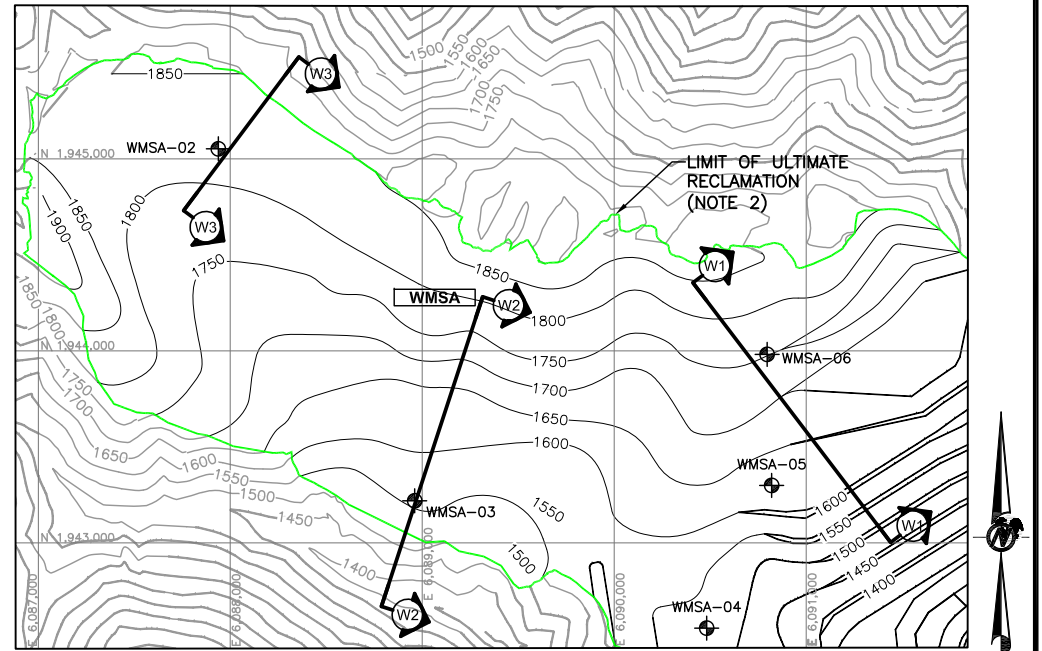 1500
1550
1600
1650
1700
1750
1850
W3
WMSA-02
N 1,945,000
LIMIT OF ULTIMATE
RECLAMATION
(NOTE 2)
1850
1900
1800
W3
1750
1850
W1
WMSA
W2
1800
1850
1800
1750
1700
N 1,944,000
1750
WMSA-06
1700
1650
1650
1600
1600
1550
1500
1450
WMSA-05
1600
WMSA-03
1550
1550
W1
1500
1450
1400
N 1,943,000
1400
1500
E 6,087,000
E 6,088,000
E 6,089,000
E 6,090,000
E 6,091,000
W2
WMSA-04
N